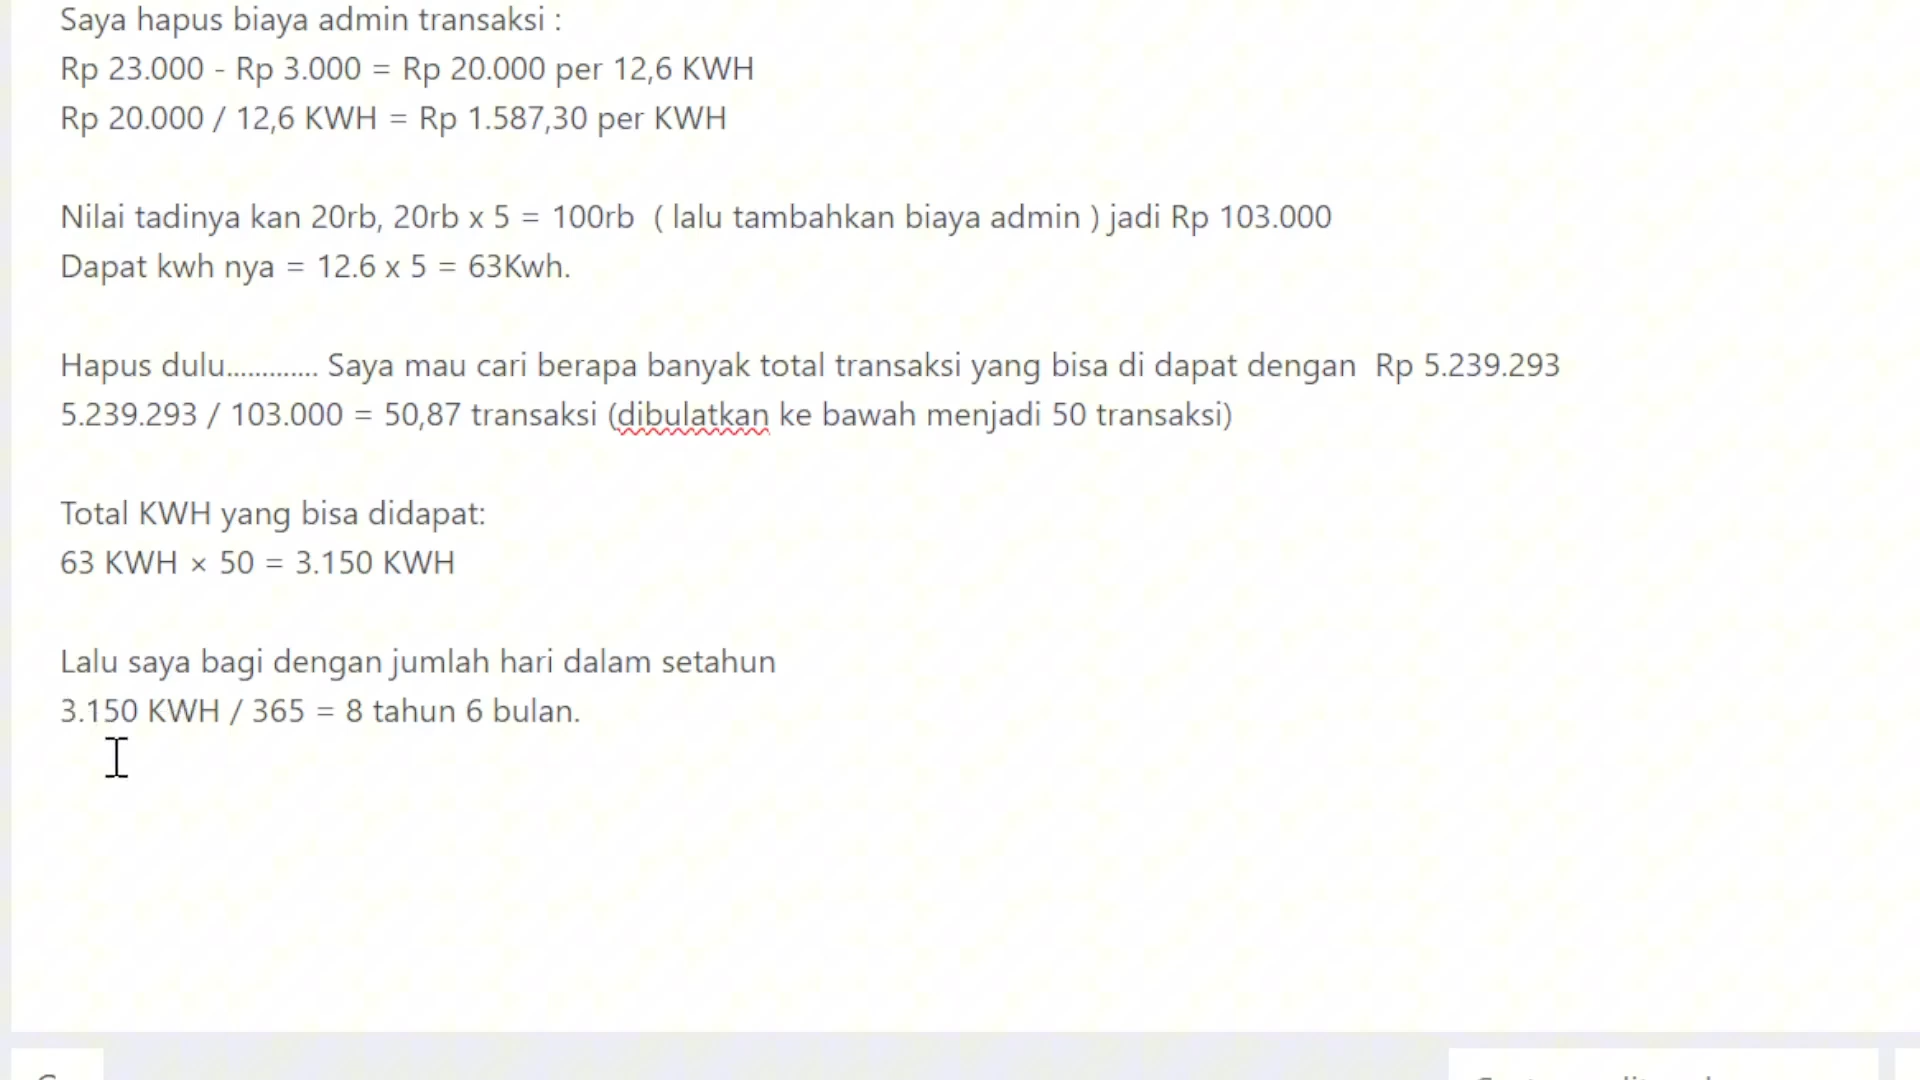 Saya hapus biaya admin transaksi :
Rp 23.000 - Rp 3.000 = Rp 20.000 per 12,6 KWH
Rp 20.000 / 12,6 KWH = Rp 1.587,30 per KWH
Nilai tadinya kan 20rb, 20rb x 5 = 100rb  ( lalu tambahkan biaya admin ) jadi Rp 103.000
Dapat kwh nya = 12.6 x 5 = 63Kwh.
Hapus dulu............. Saya mau cari berapa banyak total transaksi yang bisa di dapat dengan  Rp 5.239.293
5.239.293 / 103.000 = 50,87 transaksi (dibulatkan ke bawah menjadi 50 transaksi)
Total KWH yang bisa didapat:
63 KWH × 50 = 3.150 KWH
Lalu saya bagi dengan jumlah hari dalam setahun
3.150 KWH / 365 = 8 tahun 6 bulan.